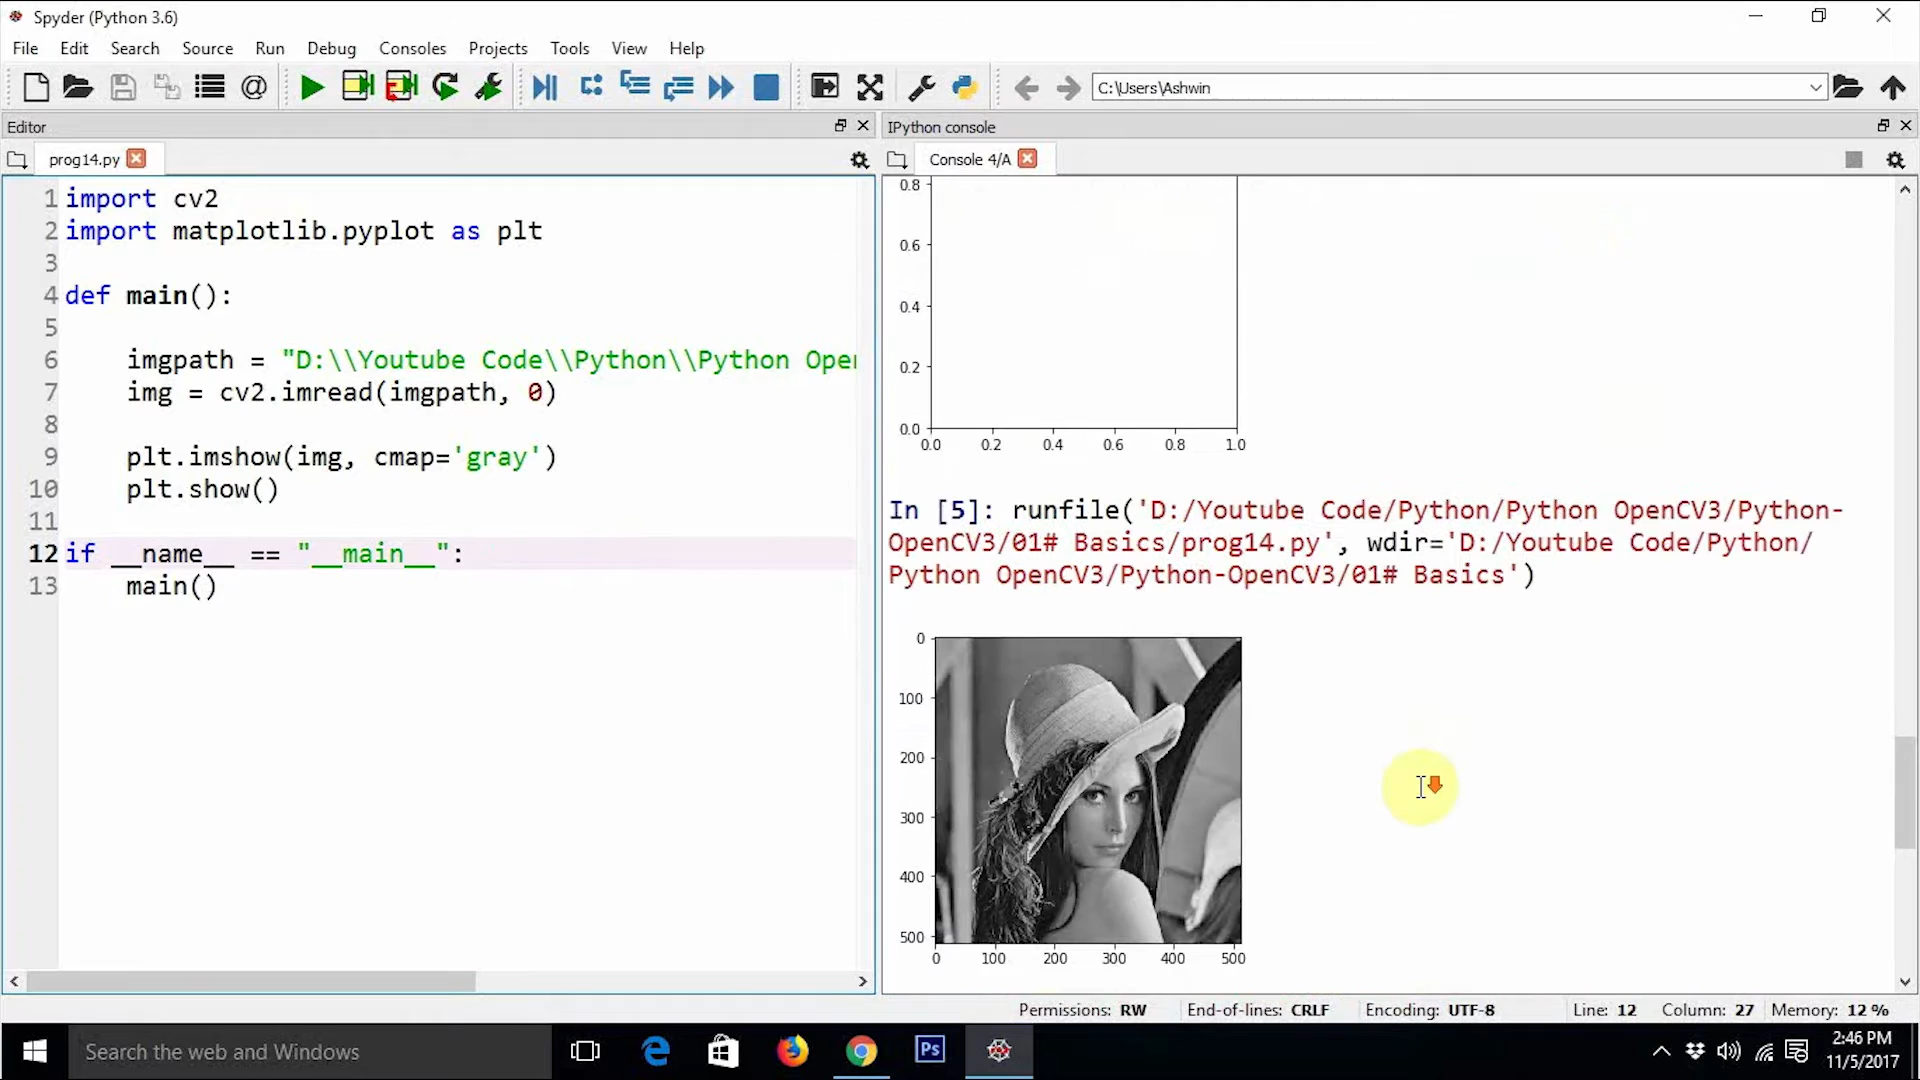 Spyder (Python 3.6)
File Edit Search Source Run Debug Consoles Projects Tools View Help
C:\Users\Ashwin
Editor
prog14.py
1 import cv2
2 import matplotlib.pyplot as plt
3
4 def main():
5
6 imgpath = "D:\\Youtube Code\\Python\\Python Ope
7 img = cv2.imread(imgpath, 0)
8
9 plt.imshow(img, cmap='gray')
10 plt.show()
11
12 if __name__ == "__main__":
13 main()
IPython console
Console 4/A
0.8
0.6
0.4
0.2
0.0
0.0 0.2 0.4 0.6 0.8 1.0
In [5]: runfile('D:/Youtube Code/Python/Python OpenCV3/Python-
OpenCV3/01# Basics/prog14.py', wdir='D:/Youtube Code/Python/
Python OpenCV3/Python-OpenCV3/01# Basics')
0
100
200
300
400
500
0 100 200 300 400 500
Permissions: RW End-of-lines: CRLF Encoding: UTF-8 Line: 12 Column: 27 Memory: 12 %
Search the web and Windows
Ps
2:46 PM
11/5/2017